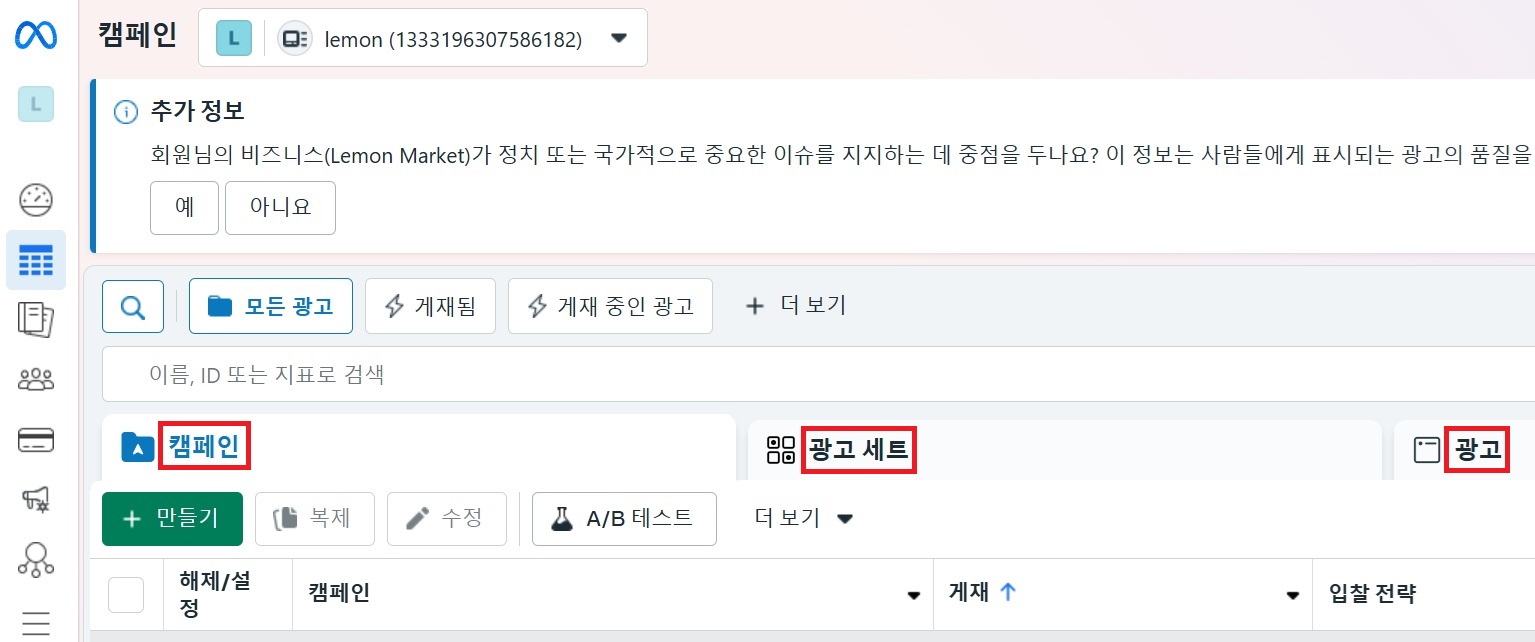 캠페인
L
lemon (1333196307586182)
L
추가 정보
회원님의 비즈니스(Lemon Market)가 정치 또는 국가적으로 중요한 이슈를 지지하는 데 중점을 두나요? 이 정보는 사람들에게 표시되는 광고의 품질을
예
아니요
모든 광고
게재됨
게재 중인 광고
+ 더 보기
이름, ID 또는 지표로 검색
캠페인
광고 세트
광고
+ 만들기
복제
수정
A/B 테스트
더 보기
해제/설
정
캠페인
게재 ↑
입찰 전략